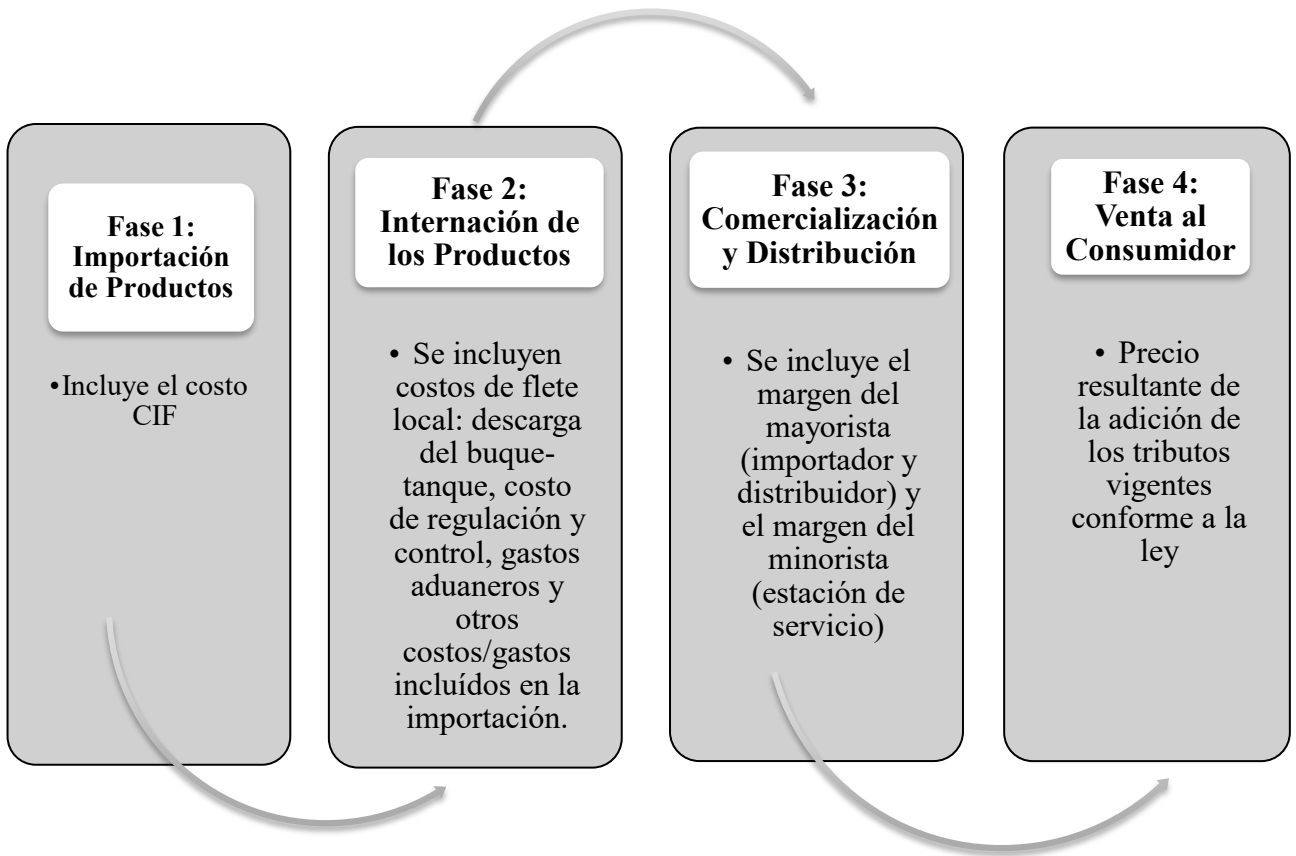 Fase 1:
Importación
de Productos
•Incluye el costo
CIF
Fase 2:
Internación de
los Productos
• Se incluyen
costos de flete
local: descarga
del buque-
tanque, costo
de regulación y
control, gastos
aduaneros y
otros
costos/gastos
incluídos en la
importación.
Fase 3:
Comercialización
y Distribución
• Se incluye el
margen del
mayorista
(importador y
distribuidor) y
el margen del
minorista
(estación de
servicio)
Fase 4:
Venta al
Consumidor
• Precio
resultante de
la adición de
los tributos
vigentes
conforme a la
ley